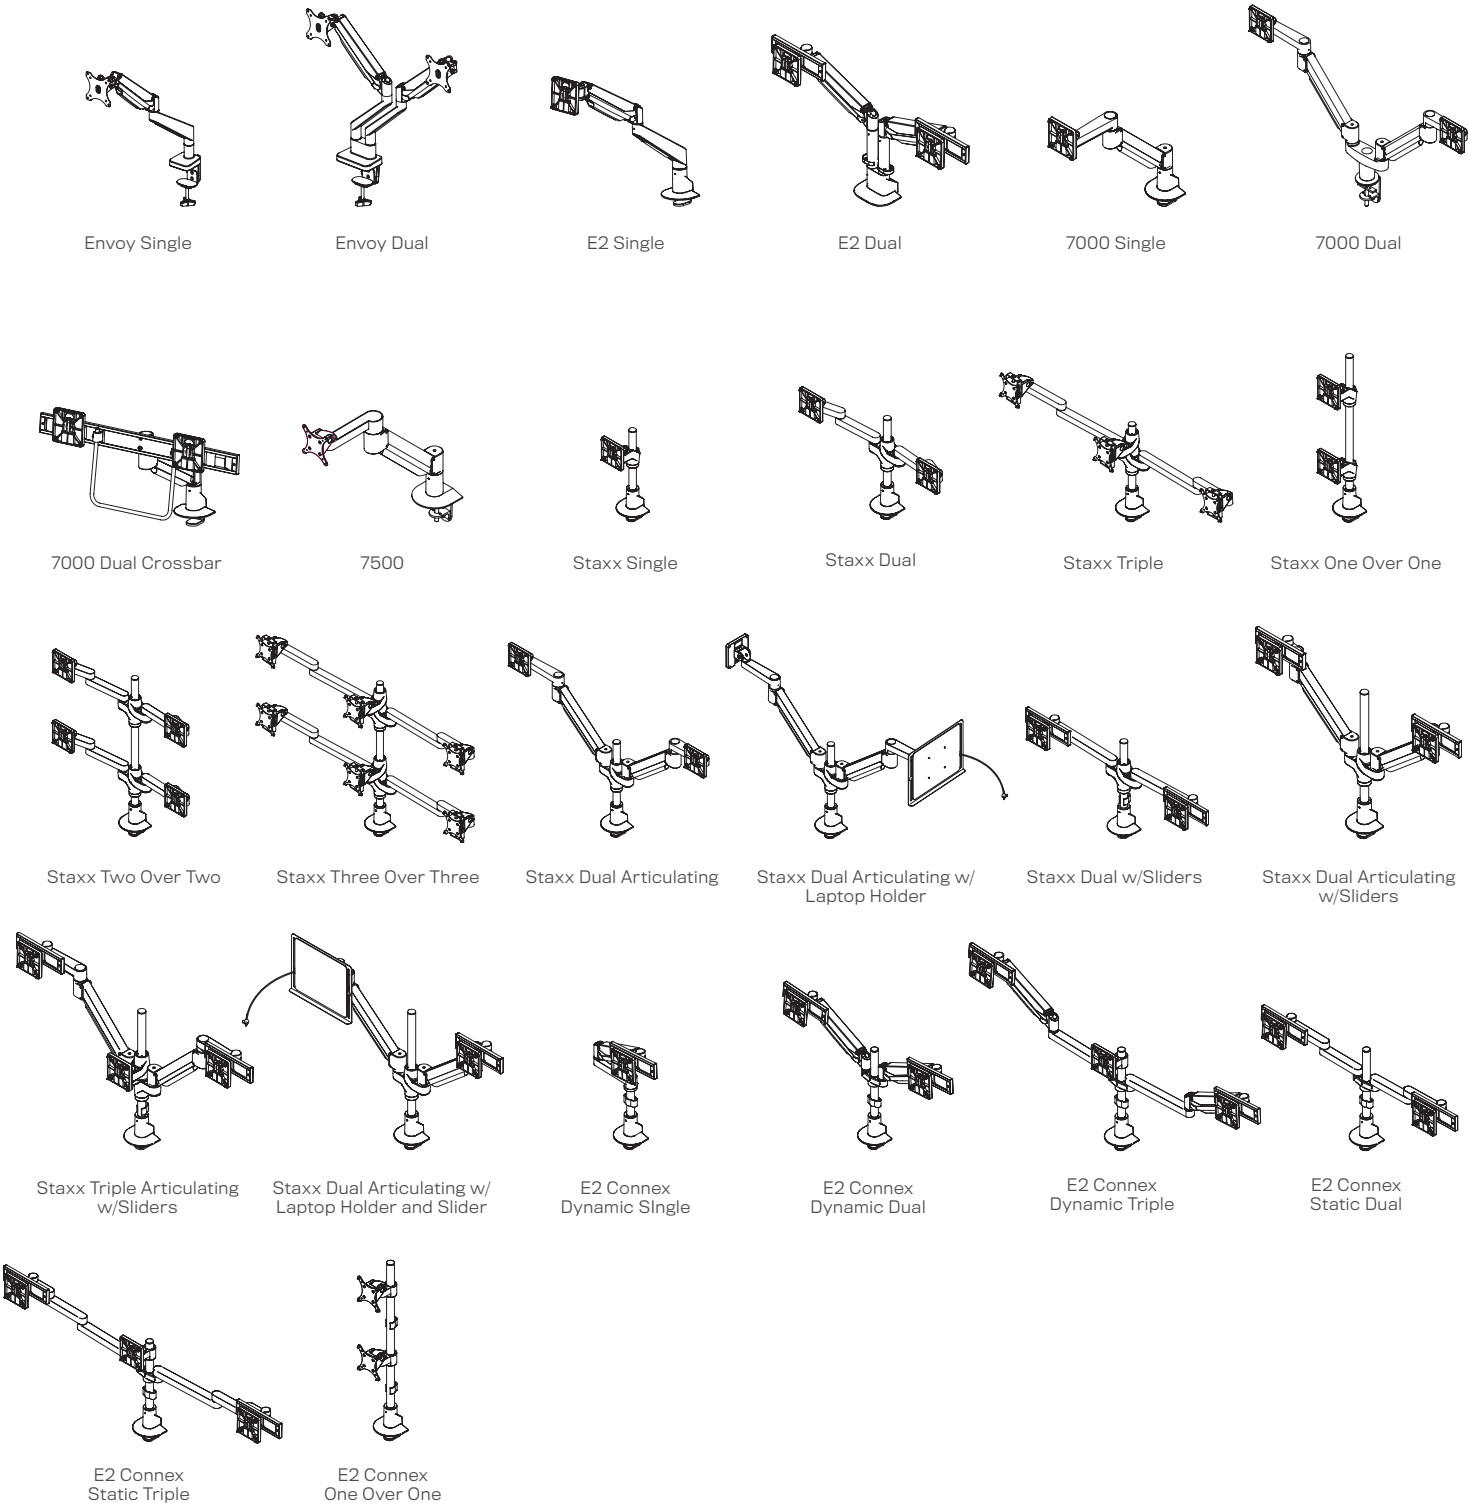 Envoy Single
Envoy Dual
E2 Single
E2 Dual
7000 Single
7000 Dual
7000 Dual Crossbar
7500
Staxx Single
Staxx Dual
Staxx Triple
Staxx One Over One
Staxx Two Over Two
Staxx Three Over Three
Staxx Dual Articulating
Staxx Dual Articulating w/
Laptop Holder
Staxx Dual w/Sliders
Staxx Dual Articulating
w/Sliders
Staxx Triple Articulating
w/Sliders
Staxx Dual Articulating w/
Laptop Holder and Slider
E2 Connex
Dynamic SIngle
E2 Connex
Dynamic Dual
E2 Connex
Dynamic Triple
E2 Connex
Static Dual
E2 Connex
Static Triple
E2 Connex
One Over One